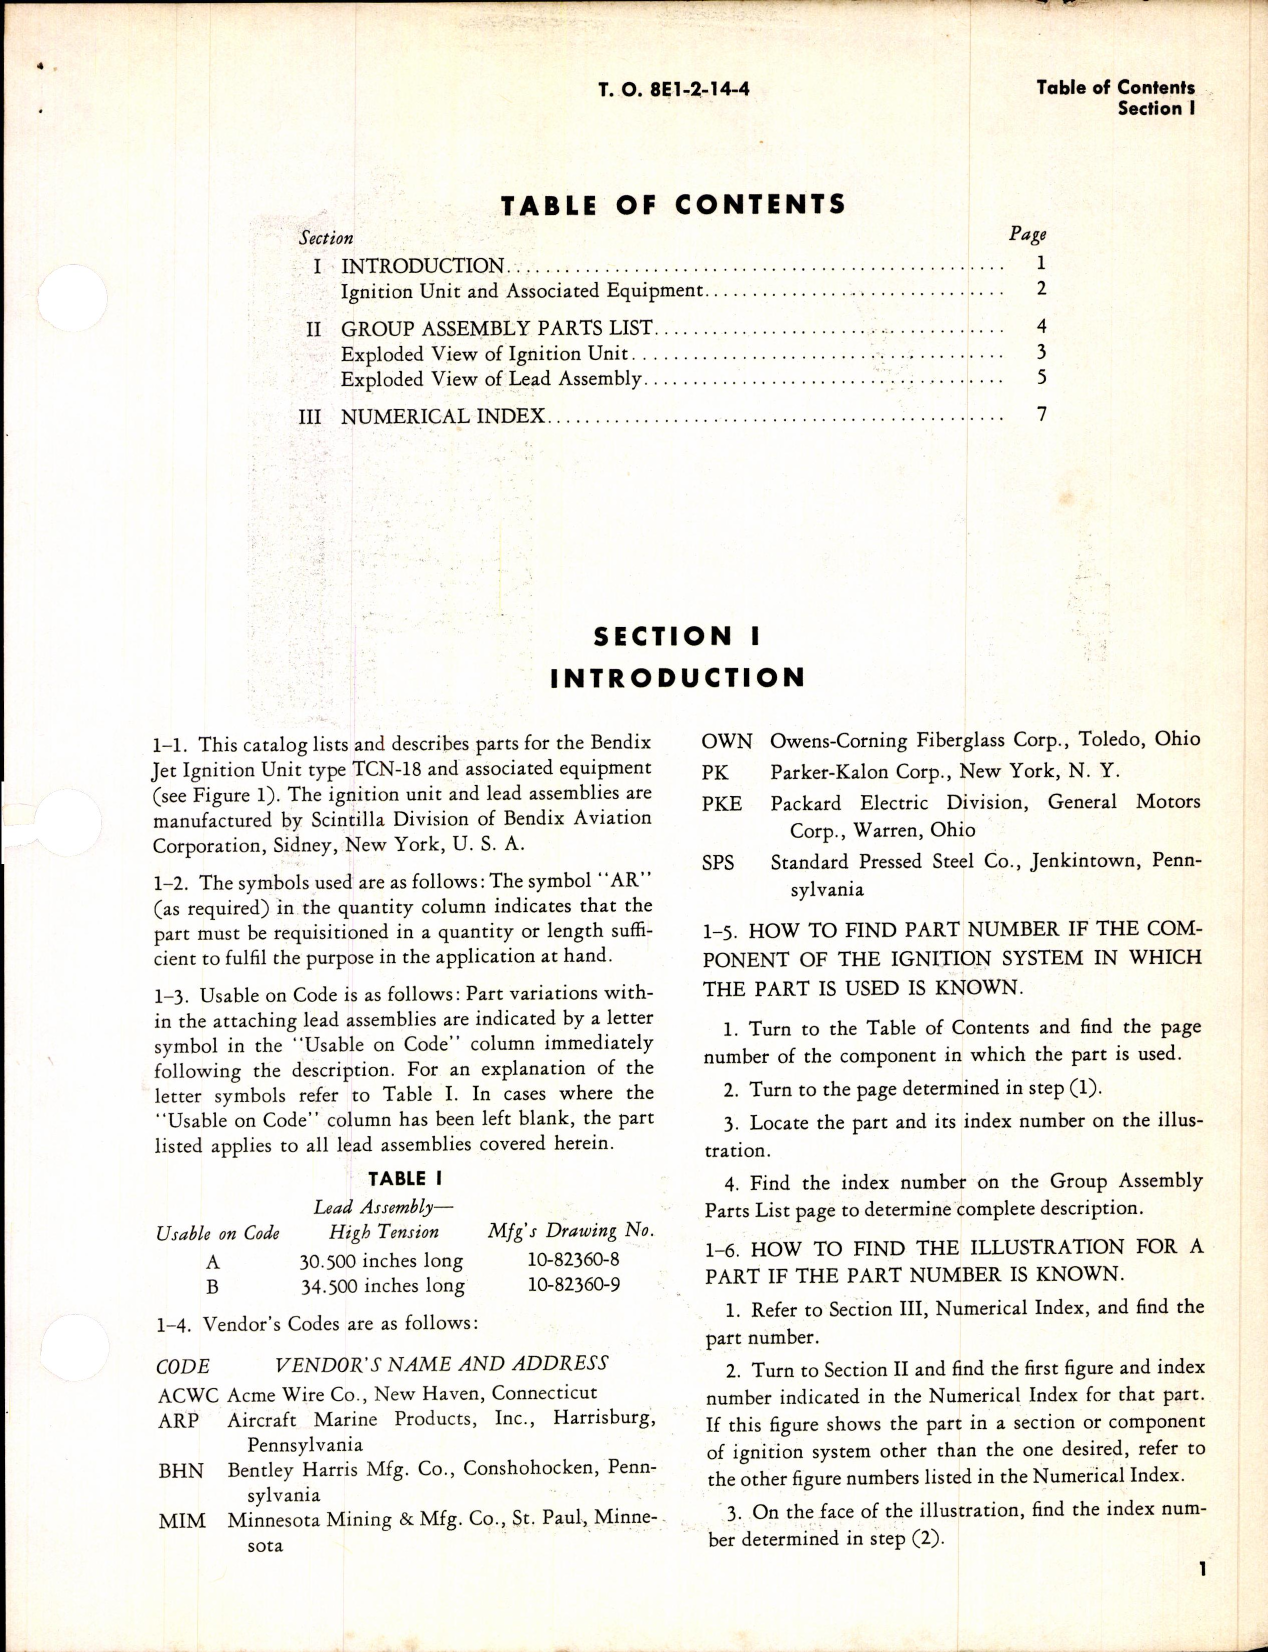 T. O. 8E1-2-14-4
Table of Contents
Section I
TABLE OF CONTENTS
Section Page
I INTRODUCTION.................................................. 1
Ignition Unit and Associated Equipment............................... 2
II GROUP ASSEMBLY PARTS LIST.................................... 4
Exploded View of Ignition Unit...................................... 3
Exploded View of Lead Assembly..................................... 5
III NUMERICAL INDEX............................................... 7
SECTION I
INTRODUCTION
1–1. This catalog lists and describes parts for the Bendix
Jet Ignition Unit type TCN-18 and associated equipment
(see Figure 1). The ignition unit and lead assemblies are
manufactured by Scintilla Division of Bendix Aviation
Corporation, Sidney, New York, U. S. A.
1–2. The symbols used are as follows: The symbol "AR"
(as required) in the quantity column indicates that the
part must be requisitioned in a quantity or length suffi-
cient to fulfil the purpose in the application at hand.
1–3. Usable on Code is as follows: Part variations with-
in the attaching lead assemblies are indicated by a letter
symbol in the "Usable on Code" column immediately
following the description. For an explanation of the
letter symbols refer to Table I. In cases where the
"Usable on Code" column has been left blank, the part
listed applies to all lead assemblies covered herein.
TABLE I
Lead Assembly—
Usable on Code High Tension Mfg's Drawing No.
A 30.500 inches long 10-82360-8
B 34.500 inches long 10-82360-9
1–4. Vendor's Codes are as follows:
CODE VENDOR'S NAME AND ADDRESS
ACWC Acme Wire Co., New Haven, Connecticut
ARP Aircraft Marine Products, Inc., Harrisburg,
Pennsylvania
BHN Bentley Harris Mfg. Co., Conshohocken, Penn-
sylvania
MIM Minnesota Mining & Mfg. Co., St. Paul, Minne-
sota
OWN Owens-Corning Fiberglass Corp., Toledo, Ohio
PK Parker-Kalon Corp., New York, N. Y.
PKE Packard Electric Division, General Motors
Corp., Warren, Ohio
SPS Standard Pressed Steel Co., Jenkintown, Penn-
sylvania
1–5. HOW TO FIND PART NUMBER IF THE COM-
PONENT OF THE IGNITION SYSTEM IN WHICH
THE PART IS USED IS KNOWN.
1. Turn to the Table of Contents and find the page
number of the component in which the part is used.
2. Turn to the page determined in step (1).
3. Locate the part and its index number on the illus-
tration.
4. Find the index number on the Group Assembly
Parts List page to determine complete description.
1–6. HOW TO FIND THE ILLUSTRATION FOR A
PART IF THE PART NUMBER IS KNOWN.
1. Refer to Section III, Numerical Index, and find the
part number.
2. Turn to Section II and find the first figure and index
number indicated in the Numerical Index for that part.
If this figure shows the part in a section or component
of ignition system other than the one desired, refer to
the other figure numbers listed in the Numerical Index.
3. On the face of the illustration, find the index num-
ber determined in step (2).
1